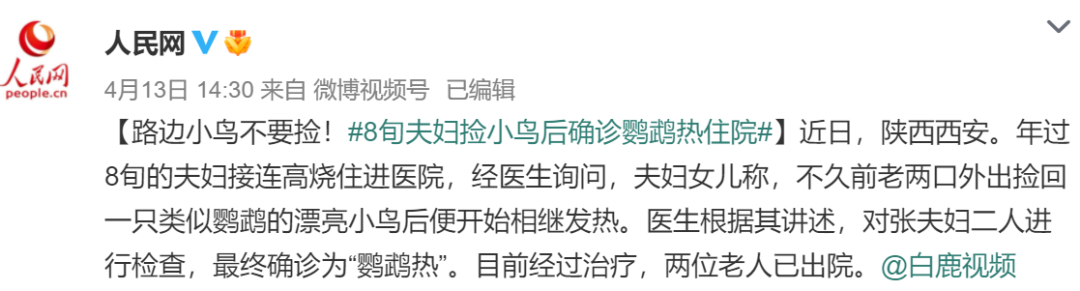 人民网
人民网
people.cn
4月13日 14:30 来自 微博视频号 已编辑
【路边小鸟不要捡！#8旬夫妇捡小鸟后确诊鹦鹉热住院#】近日，陕西西安。年过
8旬的夫妇接连高烧住进医院，经医生询问，夫妇女儿称，不久前老两口外出捡回
一只类似鹦鹉的漂亮小鸟后便开始相继发热。医生根据其讲述，对张夫妇二人进
行检查，最终确诊为“鹦鹉热”。目前经过治疗，两位老人已出院。@白鹿视频